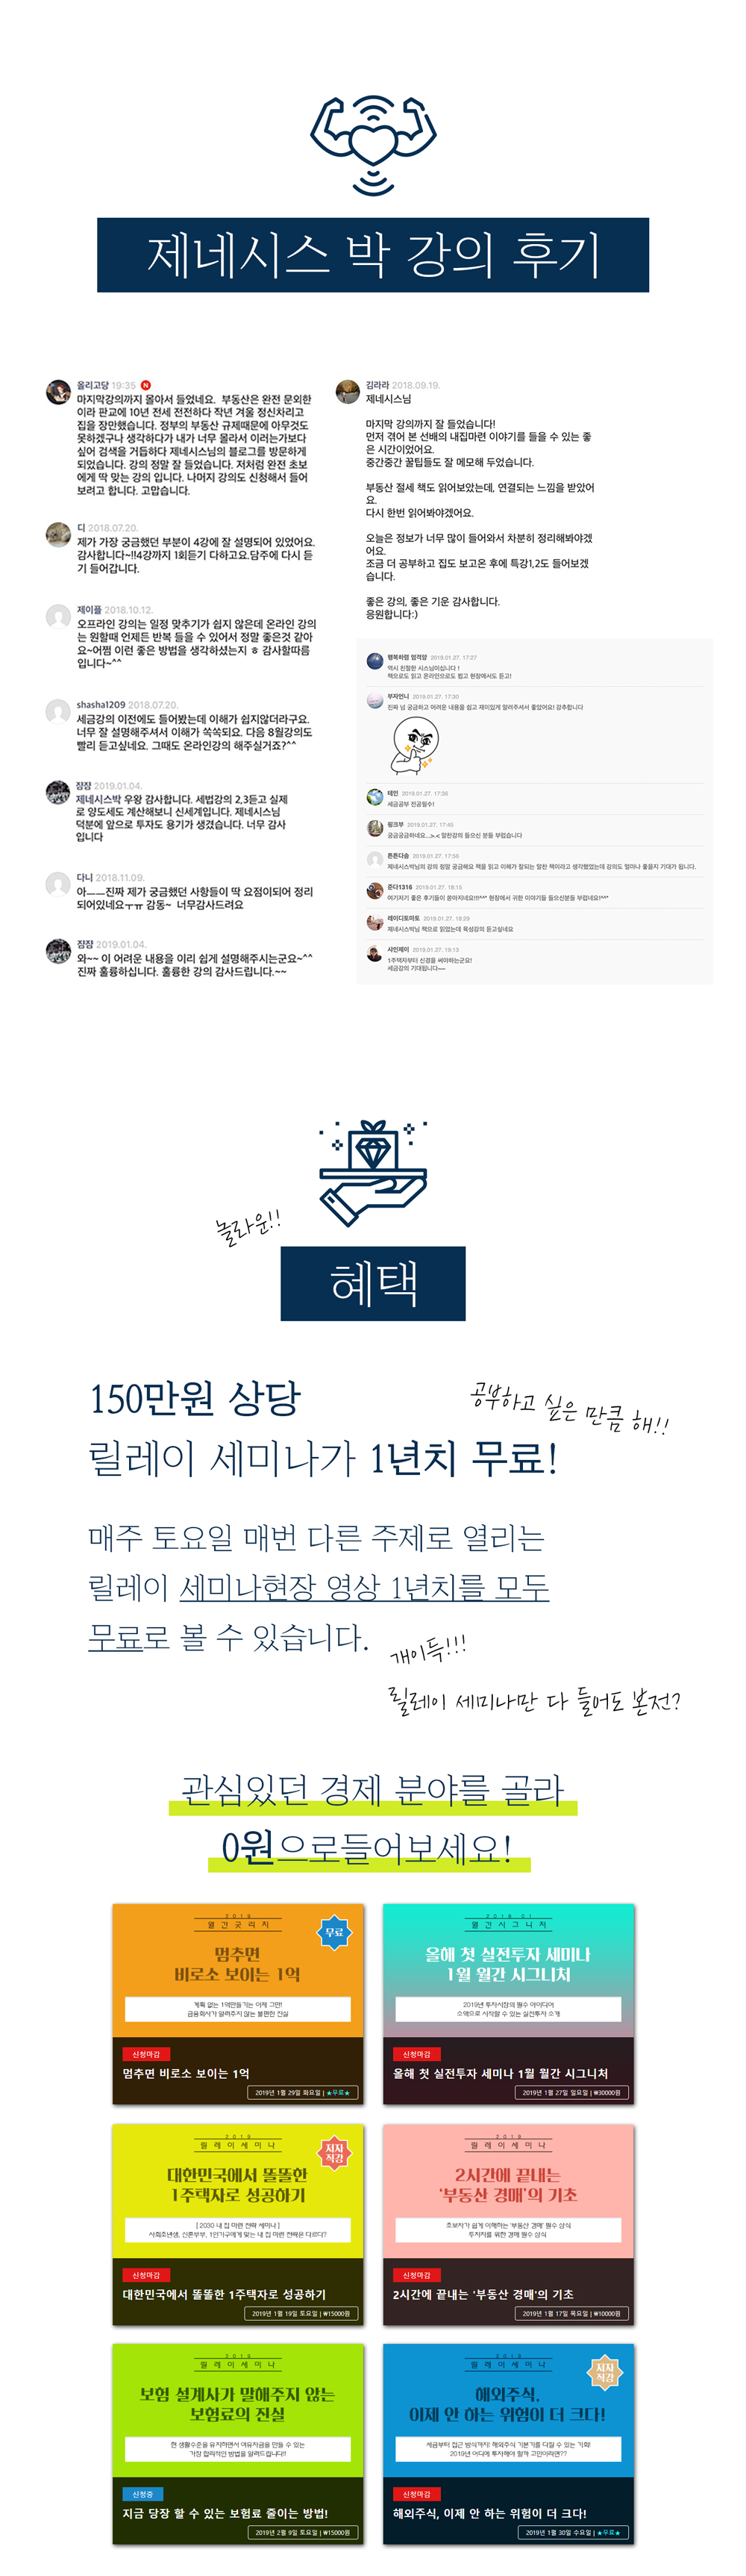 제네시스 박 강의 후기
올리고당 19:35 N
마지막강의까지 몰아서 들었네요. 부동산은 완전 문외한
이라 판교에 10년 전세 전전하다 작년 겨울 정신차리고
집을 장만했습니다. 정부의 부동산 규제때문에 아무것도
못하겠구나 생각하다가 내가 너무 몰라서 이러는가보다
싶어 검색을 거듭하다 제네시스님의 블로그를 방문하게
되었습니다. 강의 정말 잘 들었습니다. 저처럼 완전 초보
에게 딱 맞는 강의 입니다. 나머지 강의도 신청해서 들어
보려고 합니다. 고맙습니다.
디 2018.07.20.
제가 가장 궁금했던 부분이 4강에 잘 설명되어 있었어요.
감사합니다~!!4강까지 1회듣기 다하고요.담주에 다시 듣
기 들어갑니다.
제이플 2018.10.12.
오프라인 강의는 일정 맞추기가 쉽지 않은데 온라인 강의
는 원할때 언제든 반복 들을 수 있어서 정말 좋은것 같아
요~어쩜 이런 좋은 방법을 생각하셨는지 ㅎ 감사할따름
입니다~^^
shasha1209 2018.07.20.
세금강의 이전에도 들어봤는데 이해가 쉽지않더라구요.
너무 잘 설명해주셔서 이해가 쏙쏙되요. 다음 8월강의도
빨리 듣고싶네요. 그때도 온라인강의 해주실거죠?^^
잠잠 2019.01.04.
제네시스박 우왕 감사합니다. 세법강의 2,3듣고 실제
로 양도세도 계산해보니 신세계입니다. 제네시스님
덕분에 앞으로 투자도 용기가 생겼습니다. 너무 감사
입니다
다니 2018.11.09.
아ㅡㅡ진짜 제가 궁금했던 사항들이 딱 요점이되어 정리
되어있네요ㅜㅠ 감동~ 너무감사드려요
잠잠 2019.01.04.
와~~ 이 어려운 내용을 이리 쉽게 설명해주시는군요~^^
진짜 훌륭하십니다. 훌륭한 강의 감사드립니다.~~
김라라 2018.09.19.
제네시스님
마지막 강의까지 잘 들었습니다!
먼저 겪어 본 선배의 내집마련 이야기를 들을 수 있는 좋
은 시간이었어요.
중간중간 꿀팁들도 잘 메모해 두었습니다.
부동산 절세 책도 읽어보았는데, 연결되는 느낌을 받았어
요.
다시 한번 읽어봐야겠어요.
오늘은 정보가 너무 많이 들어와서 차분히 정리해봐야겠
어요.
조금 더 공부하고 집도 보고온 후에 특강1,2도 들어보겠
습니다.
좋은 강의, 좋은 기운 감사합니다.
응원합니다:)
행복하렴 엄격양 2019.01.27. 17:27
역시 친절한 시스님이십니다 !
책으로도 읽고 온라인으로도 뵙고 현장에서도 듣고!
부자언니 2019.01.27. 17:30
진짜 넘 궁금하고 어려운 내용을 쉽고 재미있게 알려주셔서 좋았어요! 강추합니다
테민 2019.01.27. 17:36
세금공부 전공필수!
핑크부 2019.01.27. 17:45
궁금궁금하네요...>.< 알찬강의 들으신 분들 부럽습니다
튼튼다솜 2019.01.27. 17:56
제네시스박님의 강의 정말 궁금해요 책을 읽고 이해가 잘되는 알찬 책이라고 생각했었는데 강의도 얼마나 좋을지 기대가 됩니다.
준다1316 2019.01.27. 18:15
여기저기 좋은 후기들이 쏟아지네요!!!^^* 현장에서 귀한 이야기들 들으신분들 부럽네요!^^*
레이디토마토 2019.01.27. 18:29
제네시스박님 책으로 읽었는데 육성강의 듣고싶네요
샤인제이 2019.01.27. 19:13
1주택자부터 신경을 써야하는군요!
세금강의 기대됩니다~~
놀라운!!
혜택
150만원 상당
공부하고 싶은 만큼 해!!
릴레이 세미나가 1년치 무료!
매주 토요일 매번 다른 주제로 열리는
릴레이 세미나현장 영상 1년치를 모두
무료로 볼 수 있습니다.
개이득!!!
릴레이 세미나만 다 들어도 본전?
관심있던 경제 분야를 골라
0원으로들어보세요!
2019
월간굿리치
무료
멈추면
비로소 보이는 1억
계획 없는 1억만들기는 이제 그만!
금융회사가 알려주지 않는 불편한 진실
신청마감
멈추면 비로소 보이는 1억
2019년 1월 29일 화요일 | ★무료★
2019 01
월간시그니처
올해 첫 실전투자 세미나
1월 월간 시그니처
2019년 투자시장의 필수 아이디어
소액으로 시작할 수 있는 실전투자 소개
신청마감
올해 첫 실전투자 세미나 1월 월간 시그니처
2019년 1월 27일 일요일 | ₩30000원
2019
릴레이세미나
저자
직강
대한민국에서 똘똘한
1주택자로 성공하기
[ 2030 내 집 마련 전략 세미나 ]
사회초년생, 신혼부부, 1인가구에게 맞는 내 집 마련 전략은 다르다?
신청마감
대한민국에서 똘똘한 1주택자로 성공하기
2019년 1월 19일 토요일 | ₩15000원
2019
릴레이세미나
2시간에 끝내는
'부동산 경매'의 기초
초보자가 쉽게 이해하는 '부동산 경매' 필수 상식
투자자를 위한 경매 필수 상식
신청마감
2시간에 끝내는 '부동산 경매'의 기초
2019년 1월 17일 목요일 | ₩10000원
2019
릴레이세미나
보험 설계사가 말해주지 않는
보험료의 진실
현 생활수준을 유지하면서 여유자금을 만들 수 있는
가장 합리적인 방법을 알려드립니다!!
신청중
지금 당장 할 수 있는 보험료 줄이는 방법!
2019년 2월 9일 토요일 | ₩15000원
2019
릴레이세미나
저자
직강
해외주식,
이제 안 하는 위험이 더 크다!
세금부터 접근 방식까지! 해외주식 기본기를 다질 수 있는 기회!
2019년 어디에 투자해야 할까 고민이라면??
신청마감
해외주식, 이제 안 하는 위험이 더 크다!
2019년 1월 30일 수요일 | ★무료★